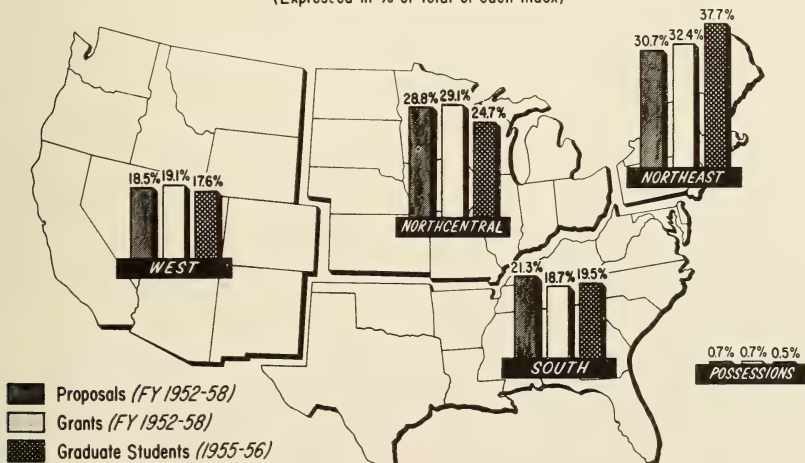 (Expressed in % of Total of each Index)
37.7%
30.7% 32.4%
28.8% 29.1%
24.7%
NORTHEAST
18.5% 19.1% 17.6%
NORTHCENTRAL
WEST
21.3%
18.7% 19.5%
SOUTH
0.7% 0.7% 0.5%
POSSESSIONS
Proposals (FY 1952-58)
Grants (FY 1952-58)
Graduate Students (1955-56)